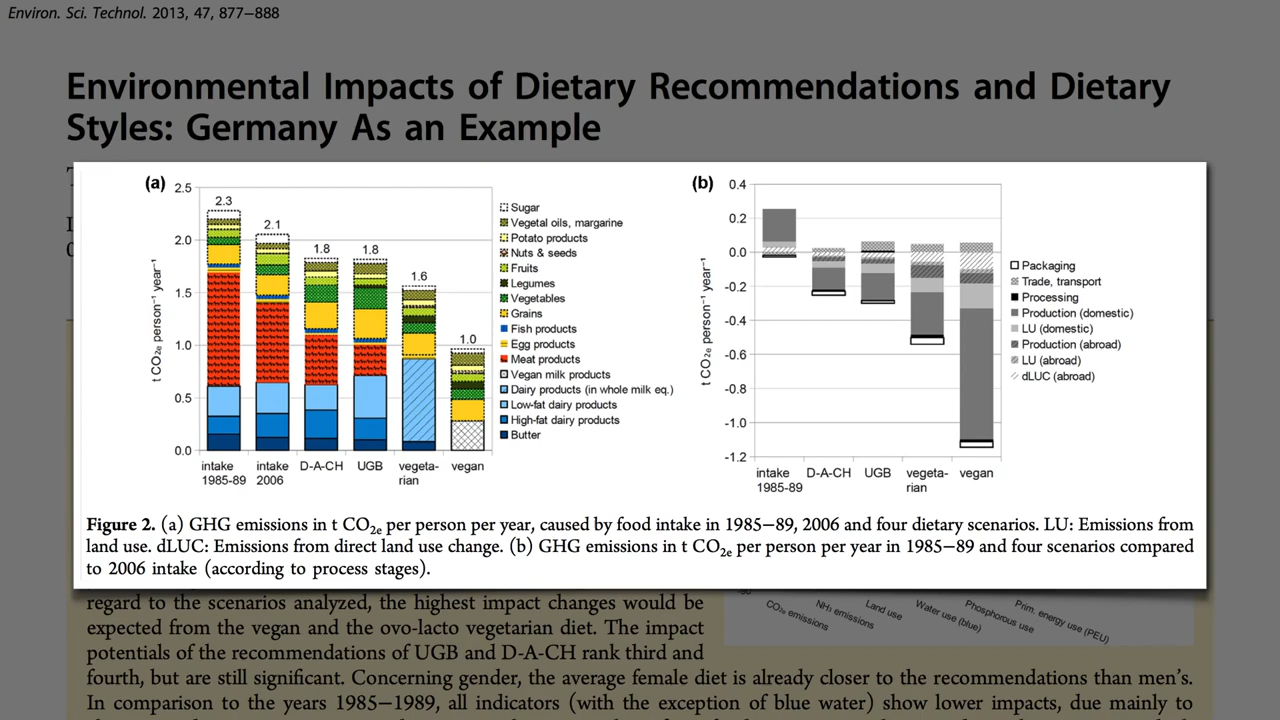 Environ. Sci. Technol. 2013, 47, 877−888
Environmental Impacts of Dietary Recommendations and Dietary
Styles: Germany As an Example
(a)
2.5
2.0
1.5
1.0
0.5
0.0
t CO₂ₑ person⁻¹ year⁻¹
2.3
2.1
1.8
1.8
1.6
1.0
intake
1985-89
intake
2006
D-A-CH
UGB
vegeta-
rian
vegan
Sugar
Vegetal oils, margarine
Potato products
Nuts & seeds
Fruits
Legumes
Vegetables
Grains
Fish products
Egg products
Meat products
Vegan milk products
Dairy products (in whole milk eq.)
Low-fat dairy products
High-fat dairy products
Butter
(b)
0.4
0.2
0.0
-0.2
-0.4
-0.6
-0.8
-1.0
-1.2
t CO₂ₑ person⁻¹ year⁻¹
intake
1985-89
D-A-CH
UGB
vegeta-
rian
vegan
Packaging
Trade, transport
Processing
Production (domestic)
LU (domestic)
Production (abroad)
LU (abroad)
dLUC (abroad)
Figure 2. (a) GHG emissions in t CO₂ₑ per person per year, caused by food intake in 1985−89, 2006 and four dietary scenarios. LU: Emissions from
land use. dLUC: Emissions from direct land use change. (b) GHG emissions in t CO₂ₑ per person per year in 1985−89 and four scenarios compared
to 2006 intake (according to process stages).
regard to the scenarios analyzed, the highest impact changes would be
expected from the vegan and the ovo-lacto vegetarian diet. The impact
potentials of the recommendations of UGB and D-A-CH rank third and
fourth, but are still significant. Concerning gender, the average female diet is already closer to the recommendations than men's.
In comparison to the years 1985−1989, all indicators (with the exception of blue water) show lower impacts, due mainly to
CO₂ₑ emissions
NH₃ emissions
Land use
Water use (blue)
Phosphorous use
Prim. energy use (PEU)